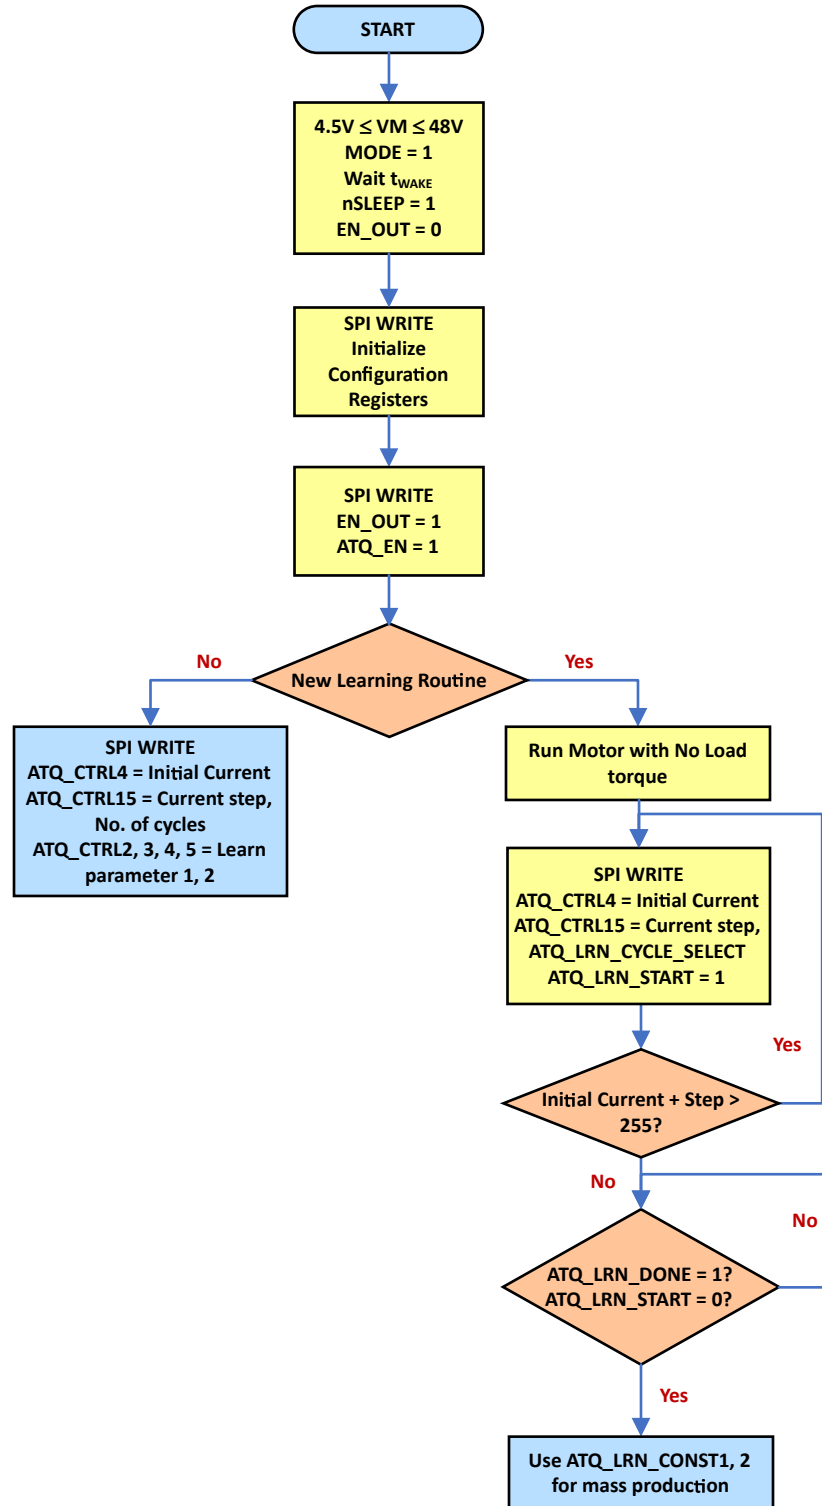 START
4.5V ≤ VM ≤ 48V
MODE = 1
Wait tWAKE
nSLEEP = 1
EN_OUT = 0
SPI WRITE
Initialize
Configuration
Registers
SPI WRITE
EN_OUT = 1
ATQ_EN = 1
No
Yes
New Learning Routine
SPI WRITE
ATQ_CTRL4 = Initial Current
ATQ_CTRL15 = Current step,
No. of cycles
ATQ_CTRL2, 3, 4, 5 = Learn
parameter 1, 2
Run Motor with No Load
torque
SPI WRITE
ATQ_CTRL4 = Initial Current
ATQ_CTRL15 = Current step,
ATQ_LRN_CYCLE_SELECT
ATQ_LRN_START = 1
Yes
Initial Current + Step >
255?
No
No
ATQ_LRN_DONE = 1?
ATQ_LRN_START = 0?
Yes
Use ATQ_LRN_CONST1, 2
for mass production